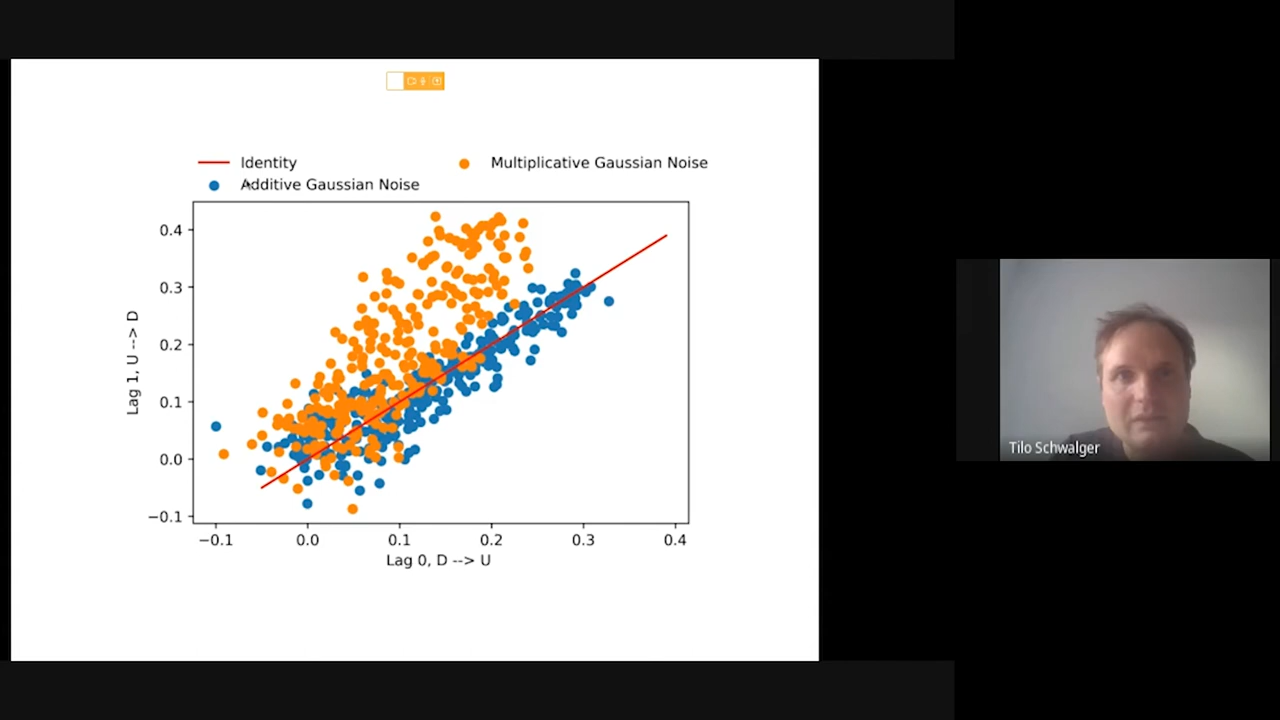 Identity
Multiplicative Gaussian Noise
Additive Gaussian Noise
0.4
0.3
0.2
0.1
0.0
−0.1
Lag 1, U --> D
−0.1 0.0 0.1 0.2 0.3 0.4
Lag 0, D --> U
Tilo Schwalger